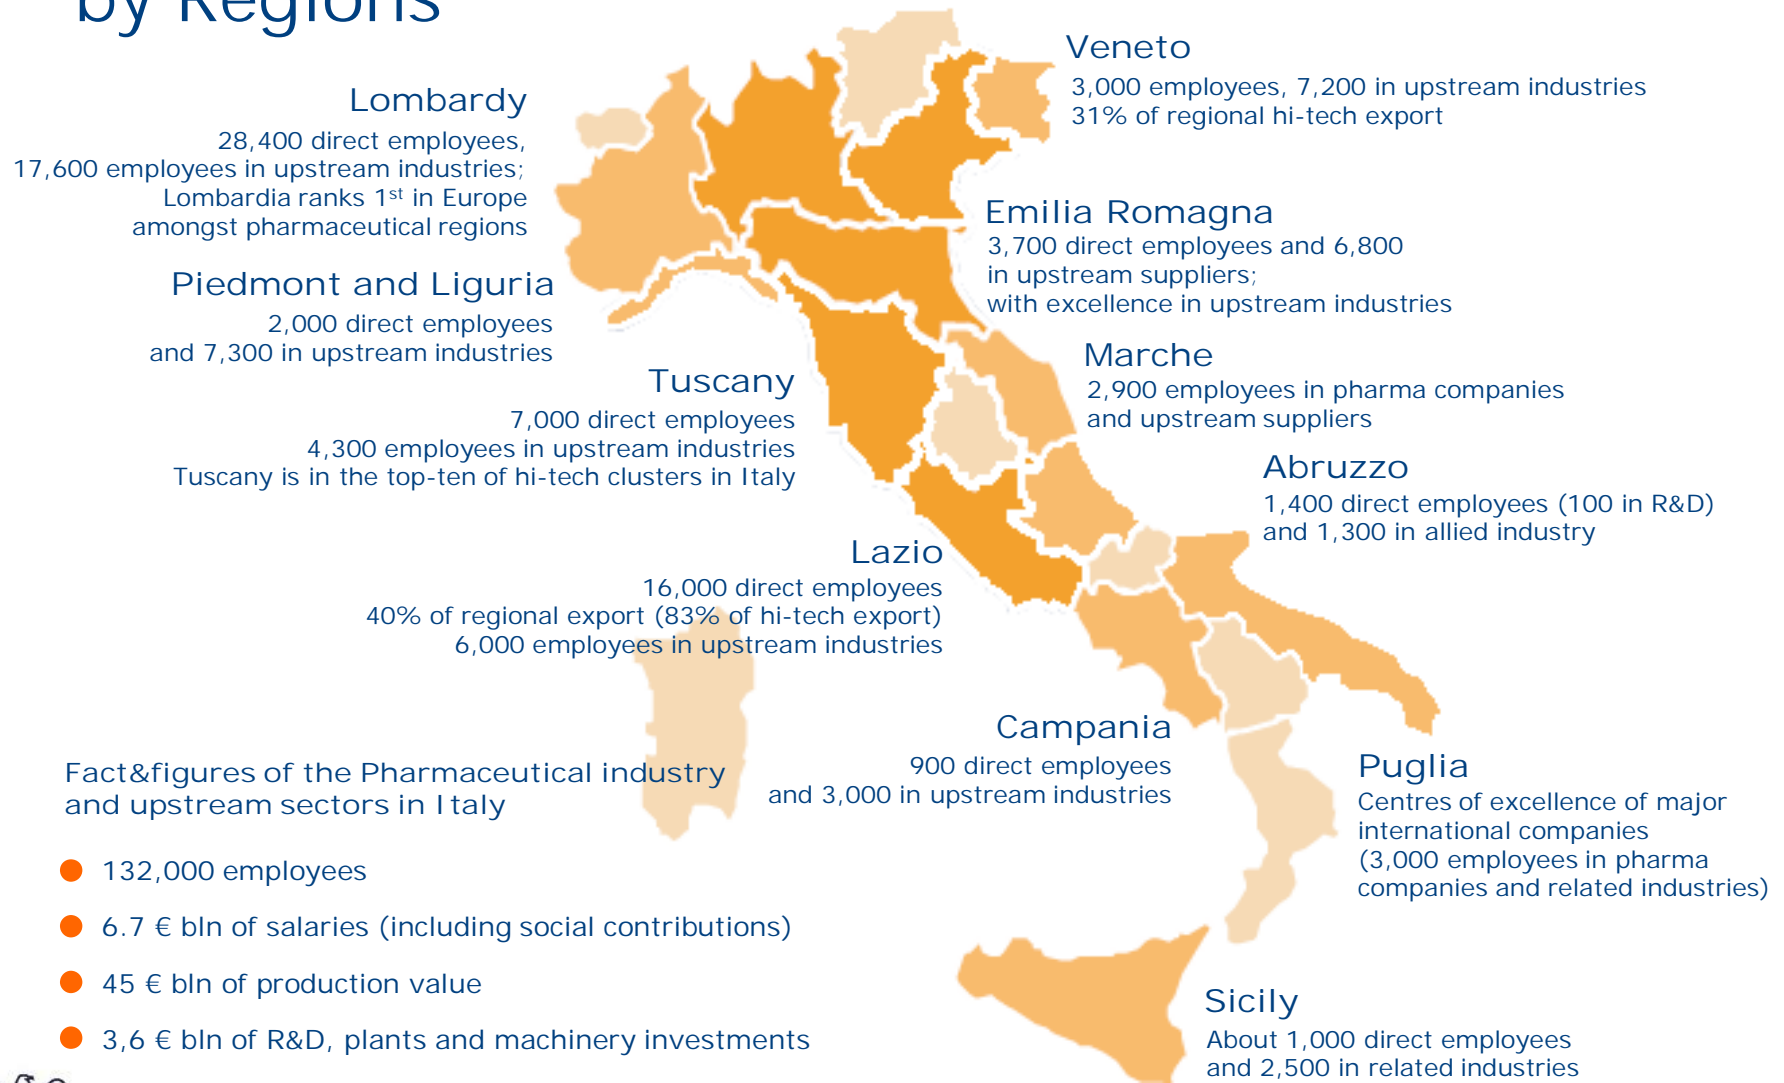 by Regions
Lombardy
28,400 direct employees,
17,600 employees in upstream industries;
Lombardia ranks 1st in Europe
amongst pharmaceutical regions
Piedmont and Liguria
2,000 direct employees
and 7,300 in upstream industries
Tuscany
7,000 direct employees
4,300 employees in upstream industries
Tuscany is in the top-ten of hi-tech clusters in Italy
Lazio
16,000 direct employees
40% of regional export (83% of hi-tech export)
6,000 employees in upstream industries
Campania
900 direct employees
and 3,000 in upstream industries
Veneto
3,000 employees, 7,200 in upstream industries
31% of regional hi-tech export
Emilia Romagna
3,700 direct employees and 6,800
in upstream suppliers;
with excellence in upstream industries
Marche
2,900 employees in pharma companies
and upstream suppliers
Abruzzo
1,400 direct employees (100 in R&D)
and 1,300 in allied industry
Puglia
Centres of excellence of major
international companies
(3,000 employees in pharma
companies and related industries)
Sicily
About 1,000 direct employees
and 2,500 in related industries
Fact&figures of the Pharmaceutical industry
and upstream sectors in Italy
132,000 employees
6.7 € bln of salaries (including social contributions)
45 € bln of production value
3,6 € bln of R&D, plants and machinery investments